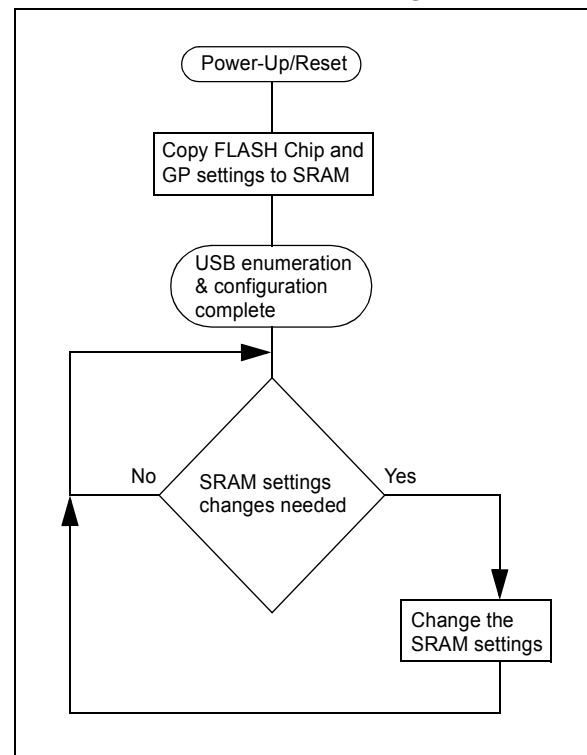 Power-Up/Reset
Copy FLASH Chip and
GP settings to SRAM
USB enumeration
& configuration
complete
No
SRAM settings
changes needed
Yes
Change the
SRAM settings